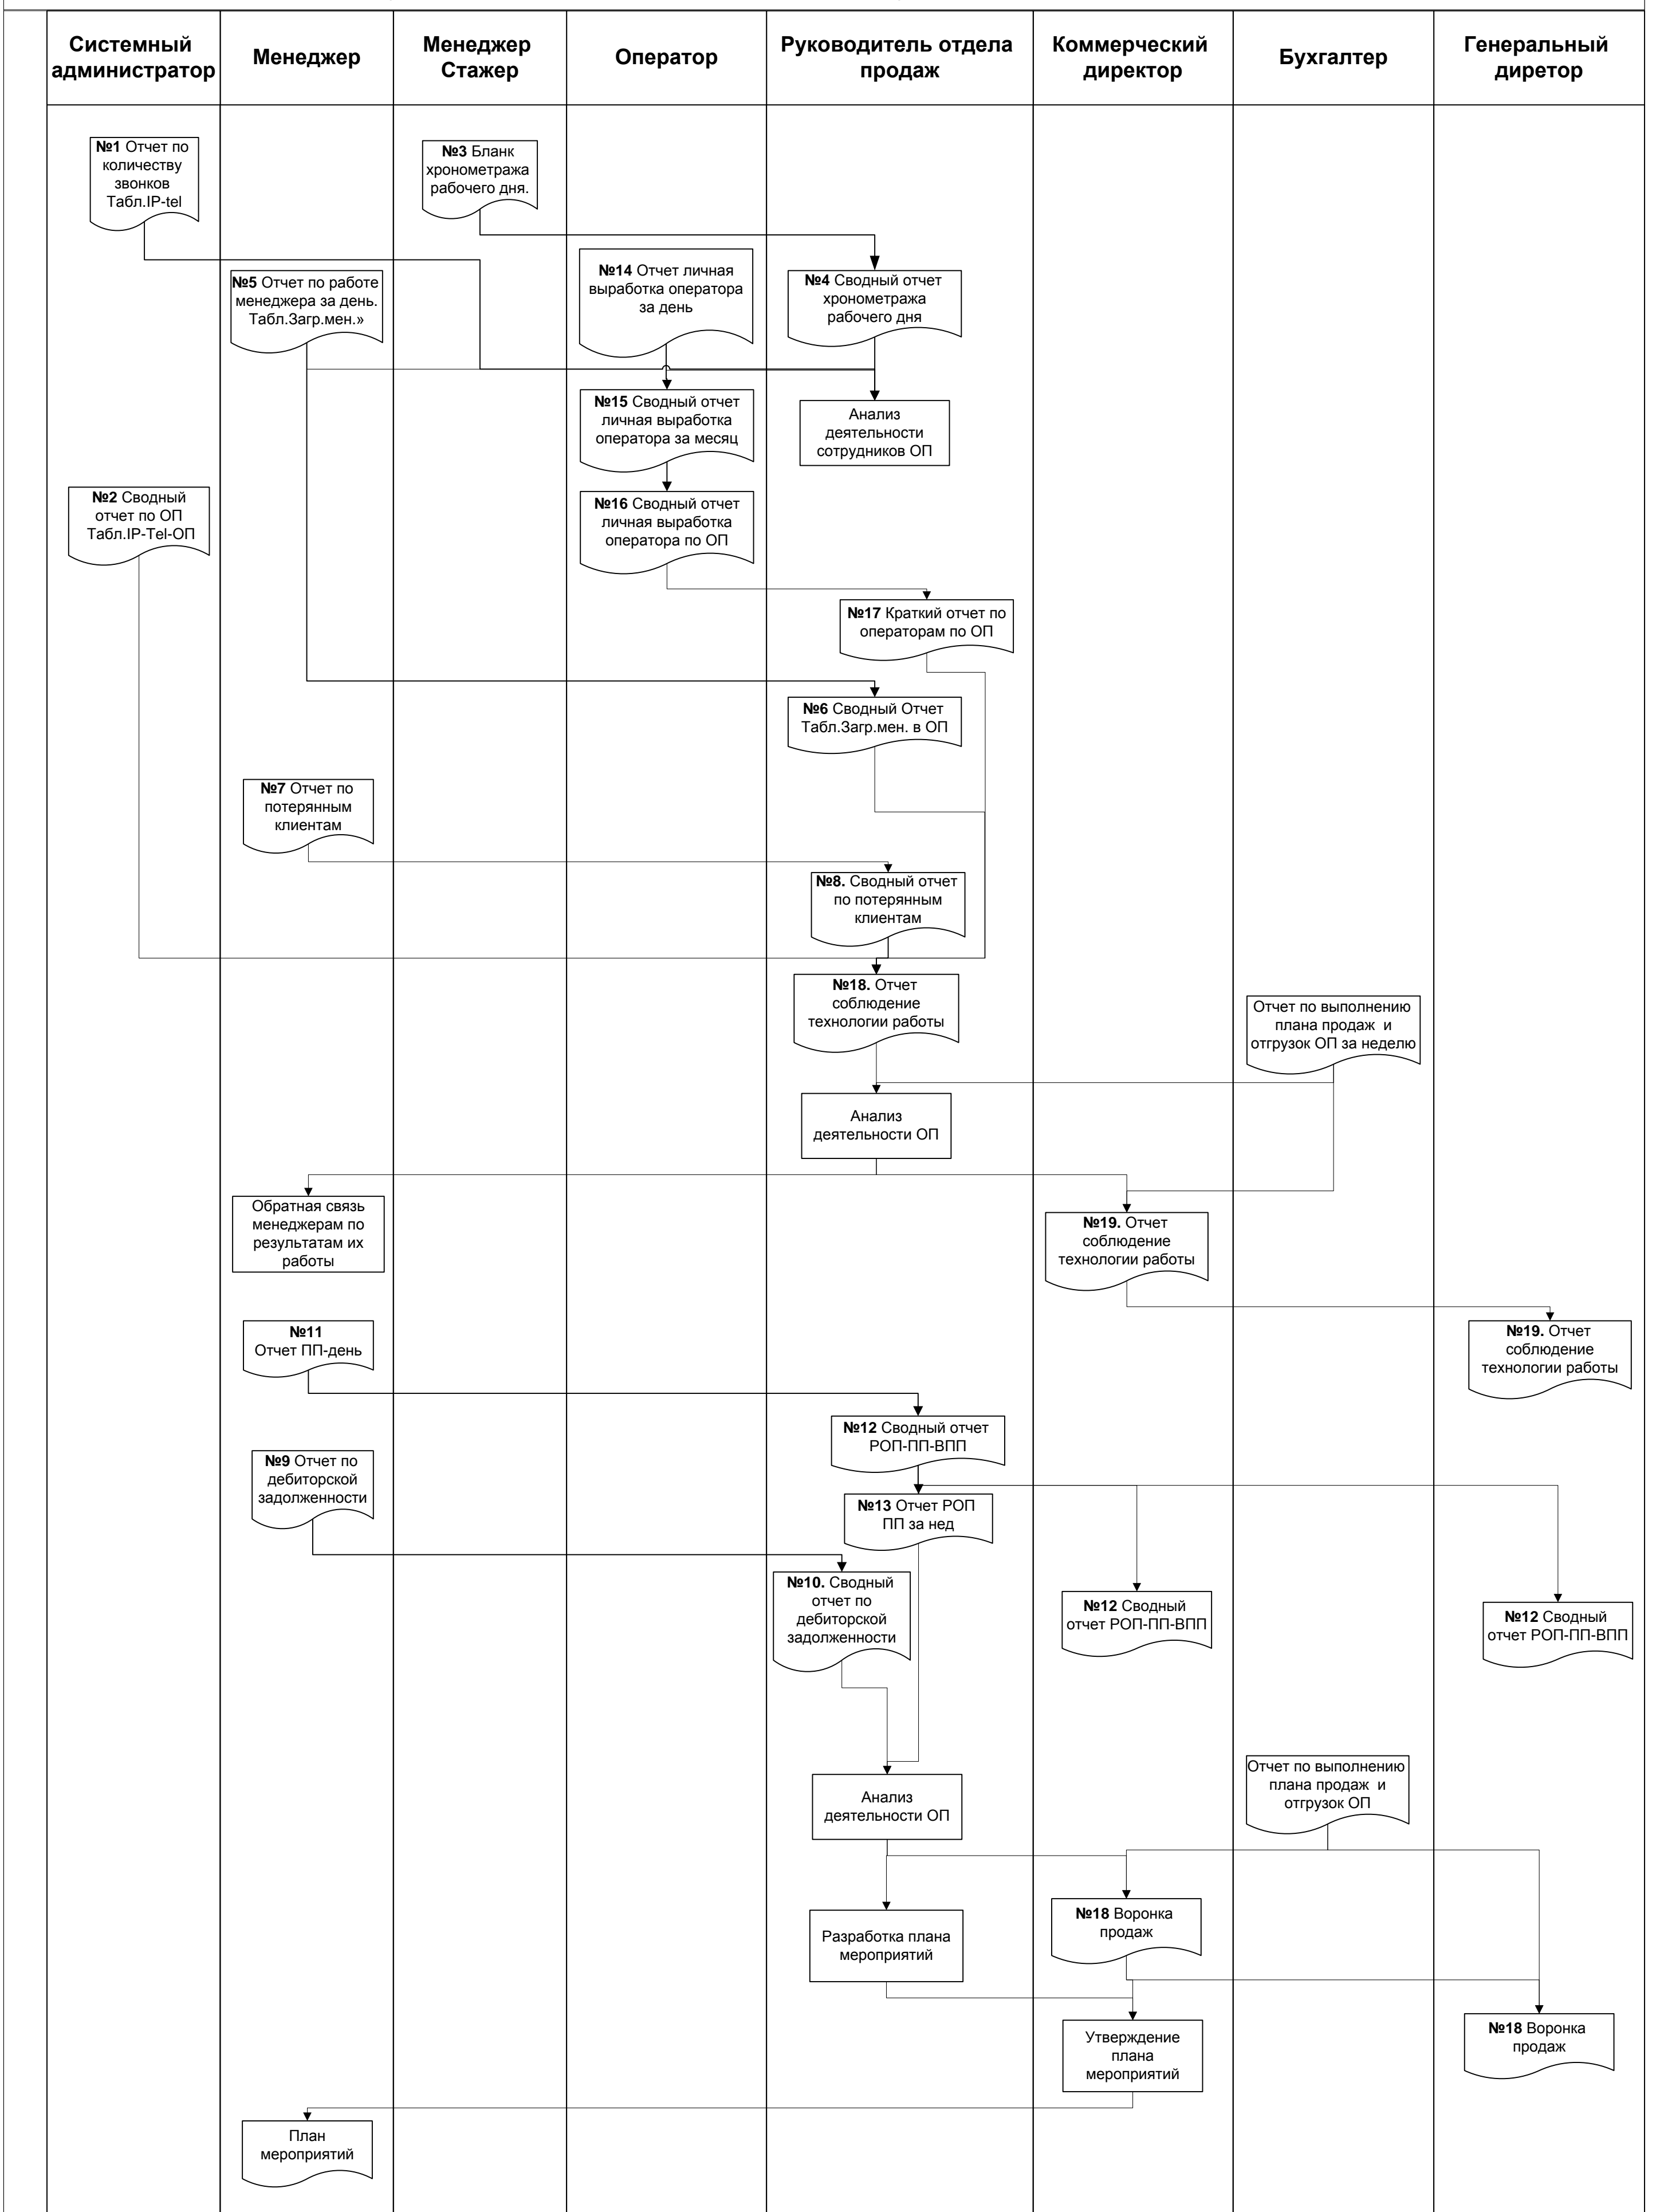 Системный
администратор
Менеджер
Менеджер
Стажер
Оператор
Руководитель отдела
продаж
Коммерческий
директор
Бухгалтер
Генеральный
диретор
№1 Отчет по
количеству
звонков
Табл.IP-tel
№3 Бланк
хронометража
рабочего дня.
№5 Отчет по работе
менеджера за день.
Табл.Загр.мен.»
№14 Отчет личная
выработка оператора
за день
№4 Сводный отчет
хронометража
рабочего дня
№15 Сводный отчет
личная выработка
оператора за месяц
Анализ
деятельности
сотрудников ОП
№2 Сводный
отчет по ОП
Табл.IP-Tel-ОП
№16 Сводный отчет
личная выработка
оператора по ОП
№17 Краткий отчет по
операторам по ОП
№6 Сводный Отчет
Табл.Загр.мен. в ОП
№7 Отчет по
потерянным
клиентам
№8. Сводный отчет
по потерянным
клиентам
№18. Отчет
соблюдение
технологии работы
Отчет по выполнению
плана продаж и
отгрузок ОП за неделю
Анализ
деятельности ОП
Обратная связь
менеджерам по
результатам их
работы
№19. Отчет
соблюдение
технологии работы
№11
Отчет ПП-день
№19. Отчет
соблюдение
технологии работы
№12 Сводный отчет
РОП-ПП-ВПП
№9 Отчет по
дебиторской
задолженности
№13 Отчет РОП
ПП за нед
№10. Сводный
отчет по
дебиторской
задолженности
№12 Сводный
отчет РОП-ПП-ВПП
№12 Сводный
отчет РОП-ПП-ВПП
Анализ
деятельности ОП
Отчет по выполнению
плана продаж и
отгрузок ОП
Разработка плана
мероприятий
№18 Воронка
продаж
Утверждение
плана
мероприятий
№18 Воронка
продаж
План
мероприятий